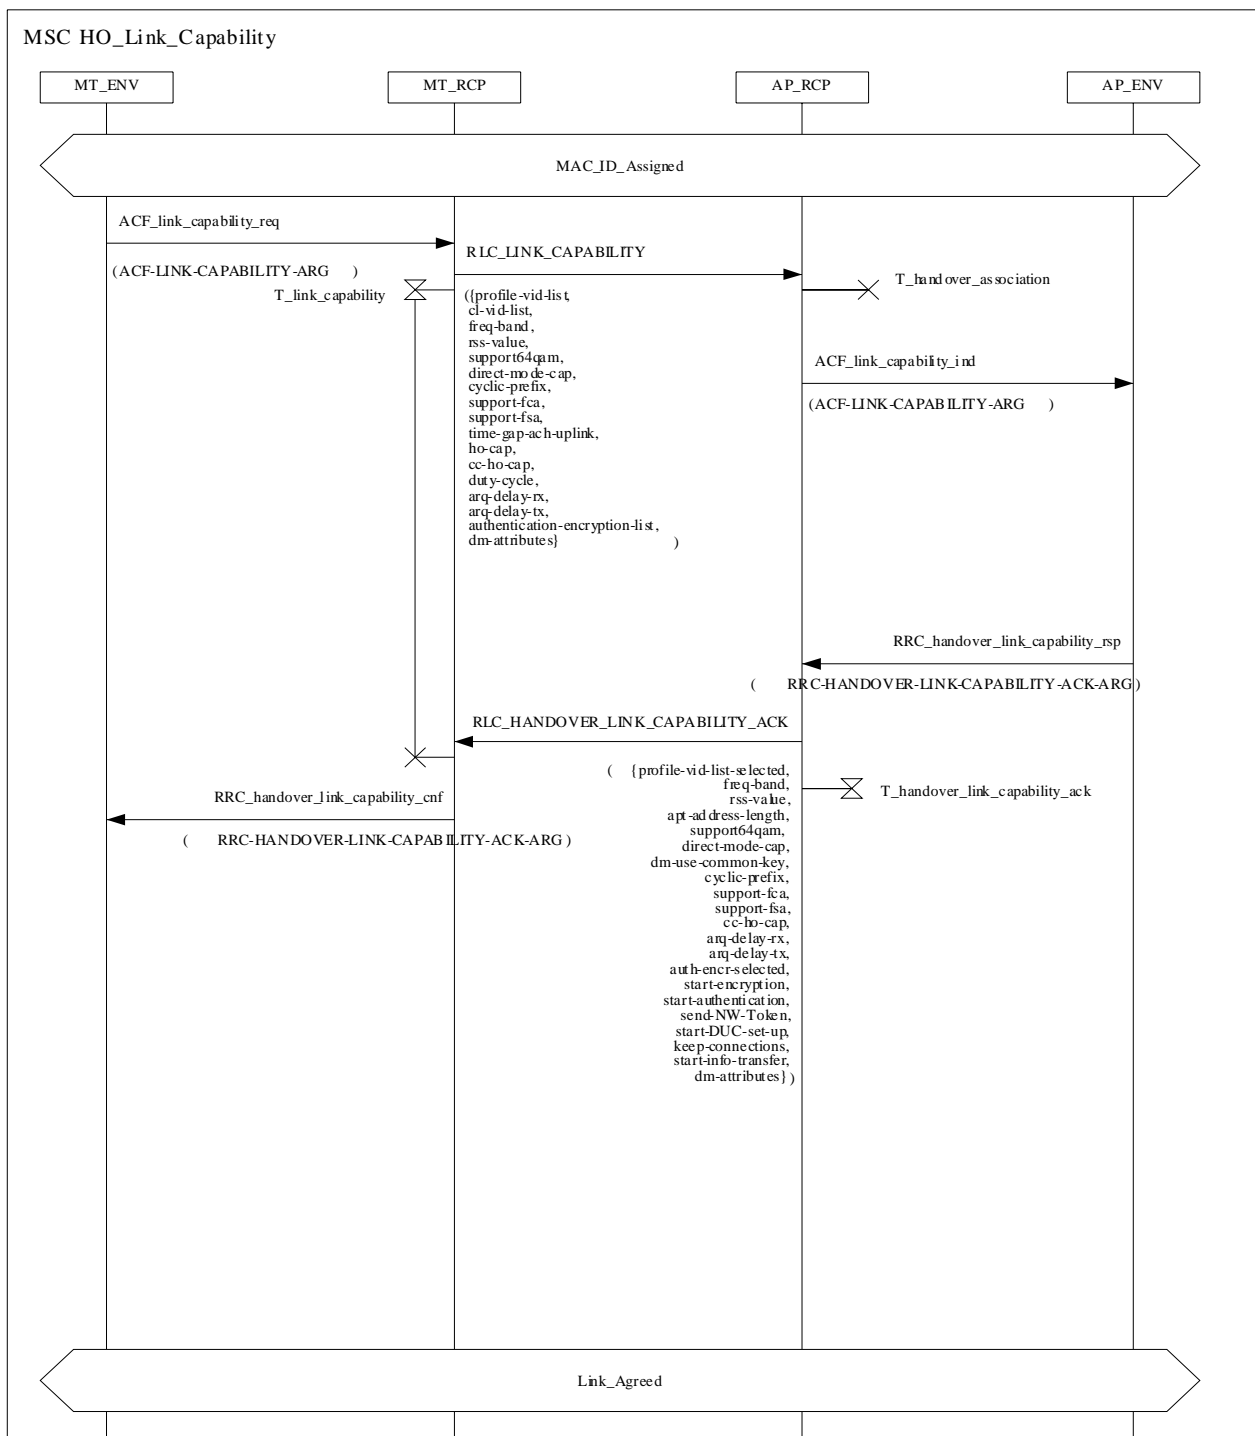 MSC HO_Link_Capability
MT_ENV
MT_RCP
AP_RCP
AP_ENV
MAC_ID_Assigned
ACF_link_capability_req
(ACF-LINK-CAPABILITY-ARG )
RLC_LINK_CAPABILITY
T_link_capability
T_handover_association
({profile-vid-list,
cl-vid-list,
freq-band,
rss-value,
support64qam,
direct-mode-cap,
cyclic-prefix,
support-fca,
support-fsa,
time-gap-ach-uplink,
ho-cap,
cc-ho-cap,
duty-cycle,
arq-delay-rx,
arq-delay-tx,
authentication-encryption-list,
dm-attributes} )
ACF_link_capability_ind
(ACF-LINK-CAPABILITY-ARG )
RRC_handover_link_capability_rsp
( RRC-HANDOVER-LINK-CAPABILITY-ACK-ARG)
RLC_HANDOVER_LINK_CAPABILITY_ACK
( {profile-vid-list-selected,
freq-band,
rss-value,
apt-address-length,
support64qam,
direct-mode-cap,
dm-use-common-key,
cyclic-prefix,
support-fca,
support-fsa,
cc-ho-cap,
arq-delay-rx,
arq-delay-tx,
auth-encr-selected,
start-encryption,
start-authentication,
send-NW-Token,
start-DUC-set-up,
keep-connections,
start-info-transfer,
dm-attributes})
T_handover_link_capability_ack
RRC_handover_link_capability_cnf
( RRC-HANDOVER-LINK-CAPABILITY-ACK-ARG)
Link_Agreed